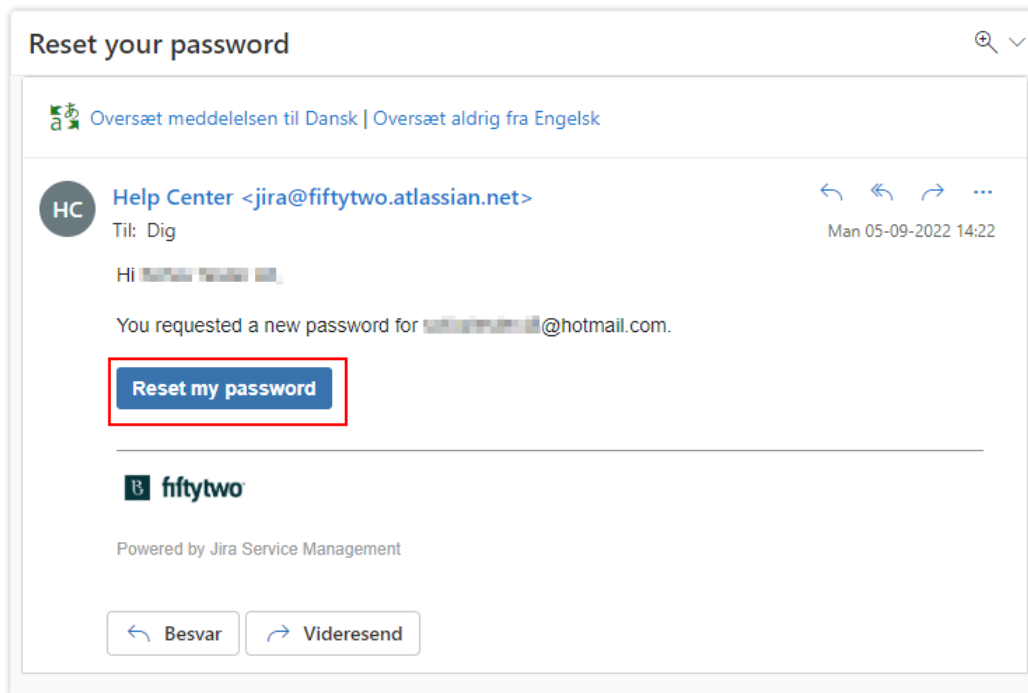 Reset your password
Oversæt meddelelsen til Dansk | Oversæt aldrig fra Engelsk
HC
Help Center <jira@fiftytwo.atlassian.net>
Til: Dig
Man 05-09-2022 14:22
Hi
You requested a new password for @hotmail.com.
Reset my password
fiftytwo
Powered by Jira Service Management
Besvar
Videresend